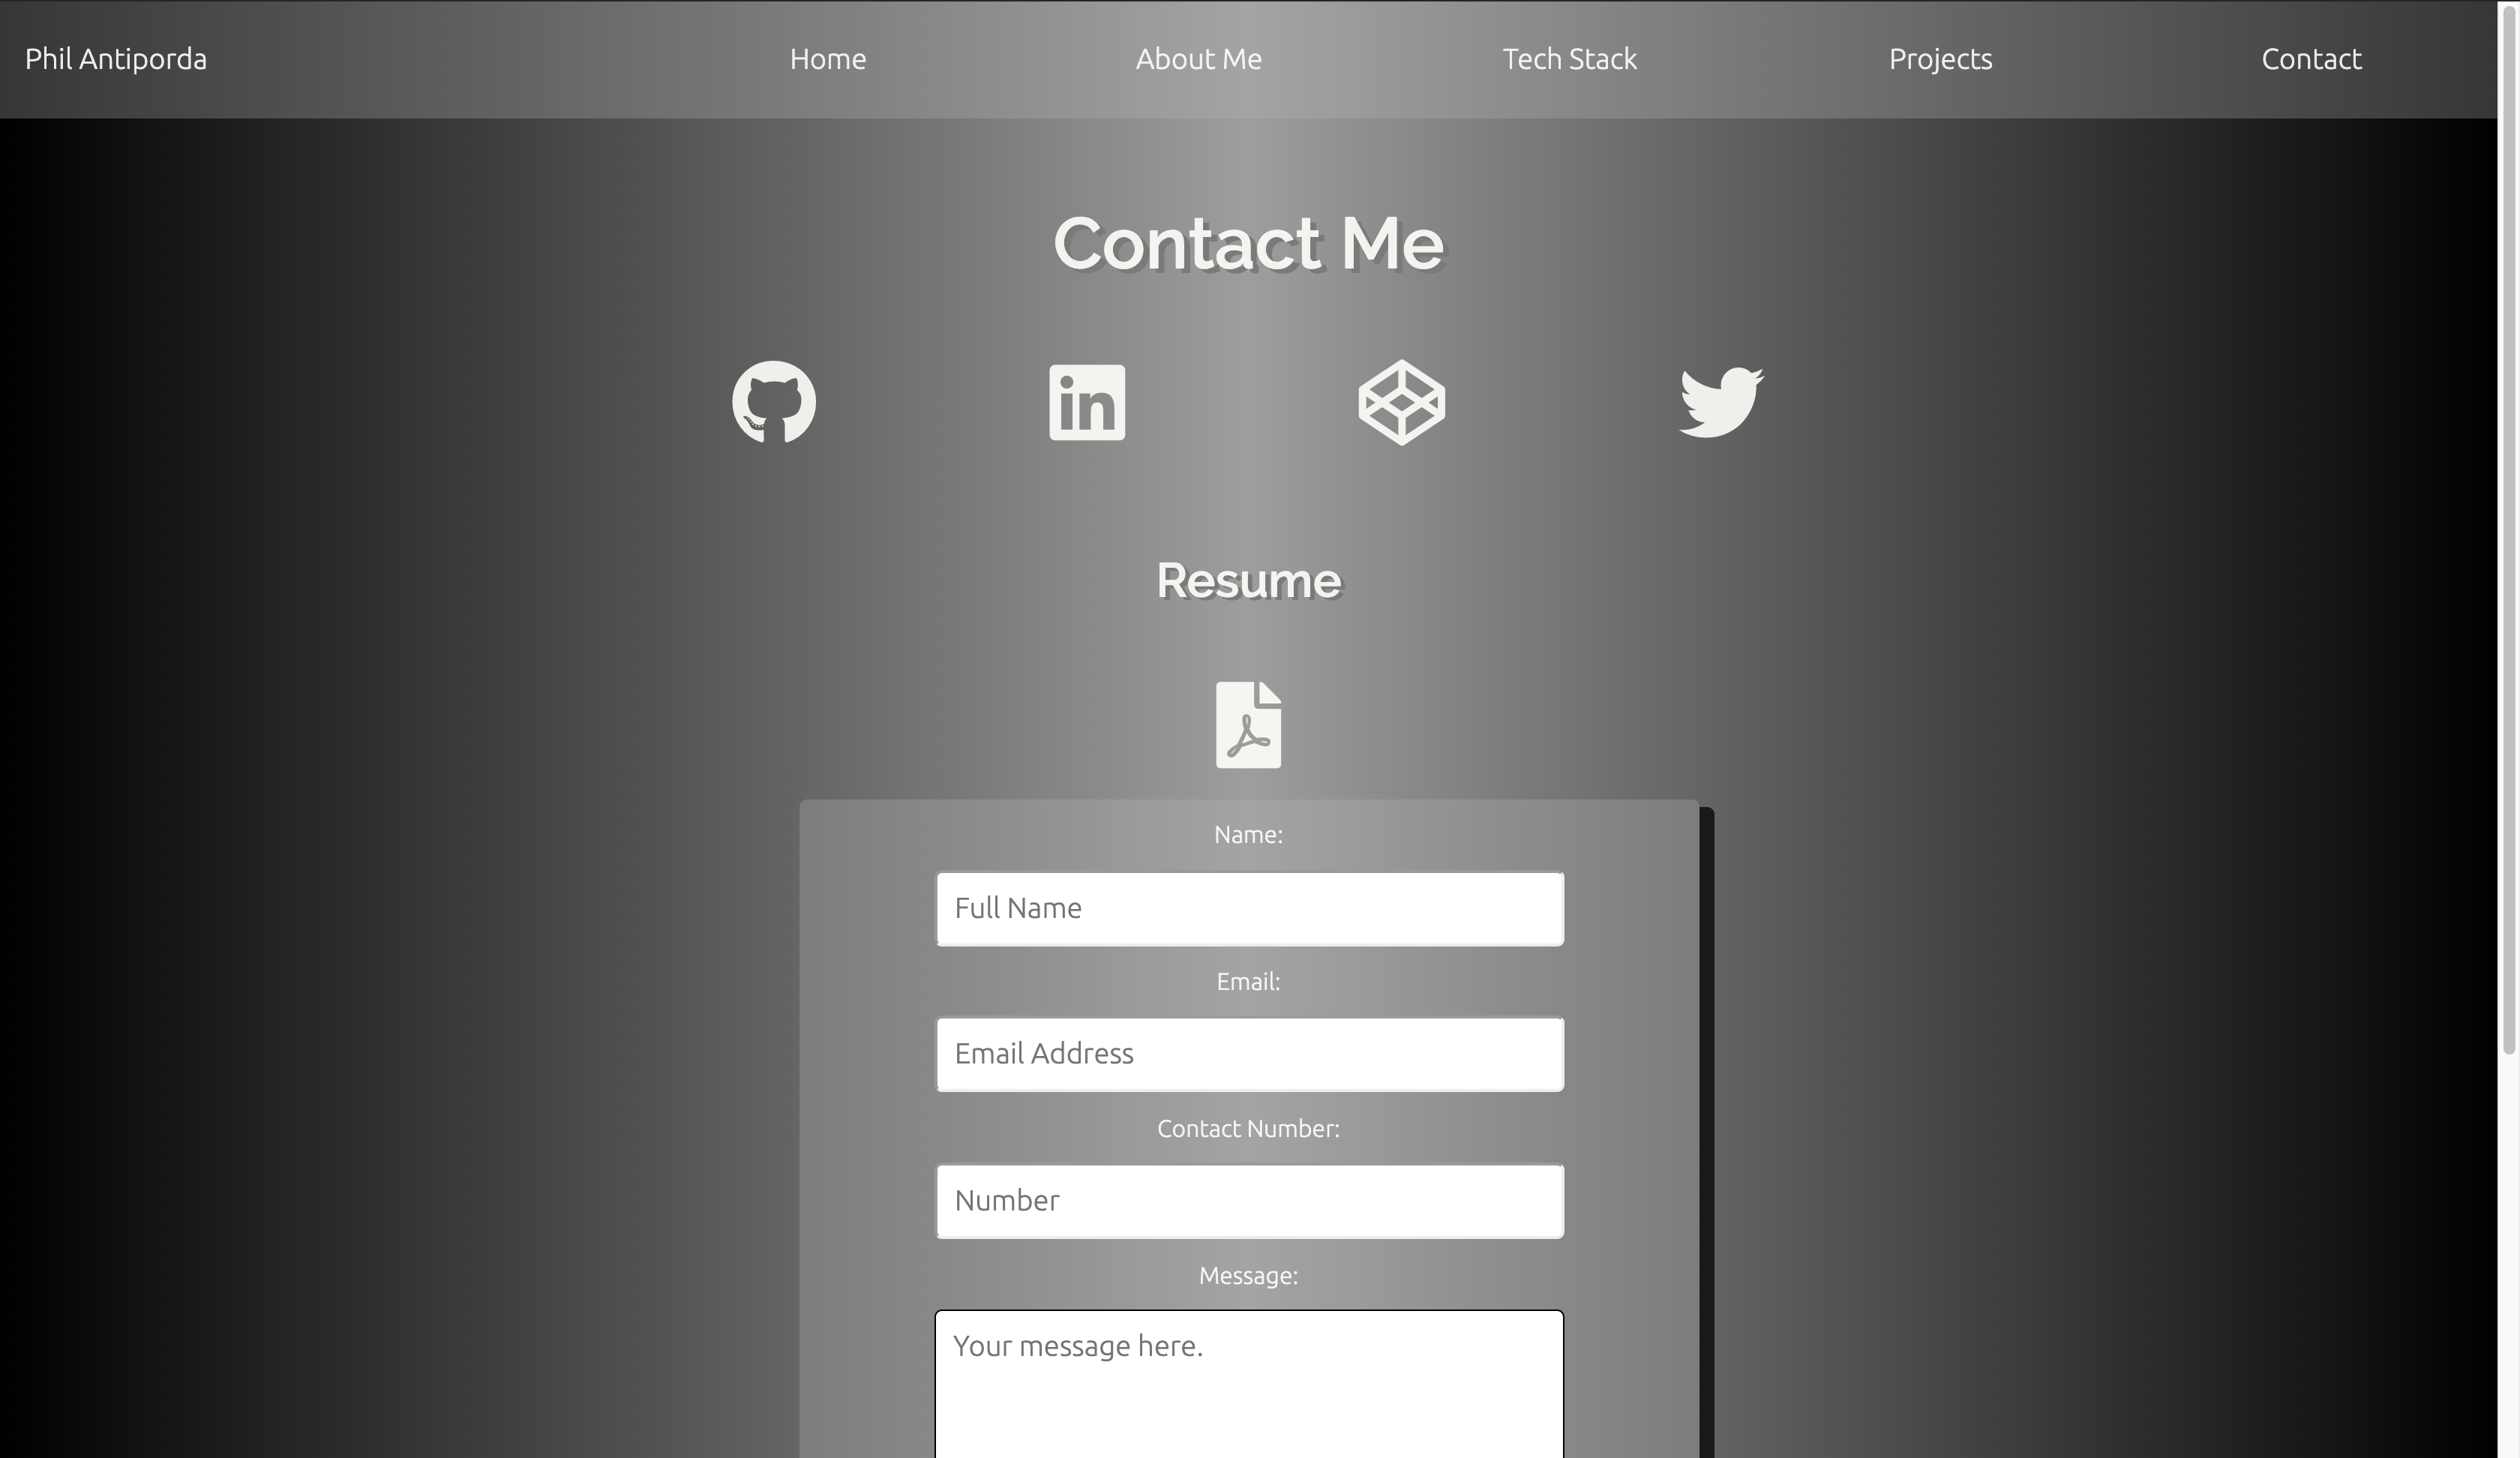 Phil Antiporda Home About Me Tech Stack Projects Contact
Contact Me
in
Resume
Name:
Full Name
Email:
Email Address
Contact Number:
Number
Message:
Your message here.